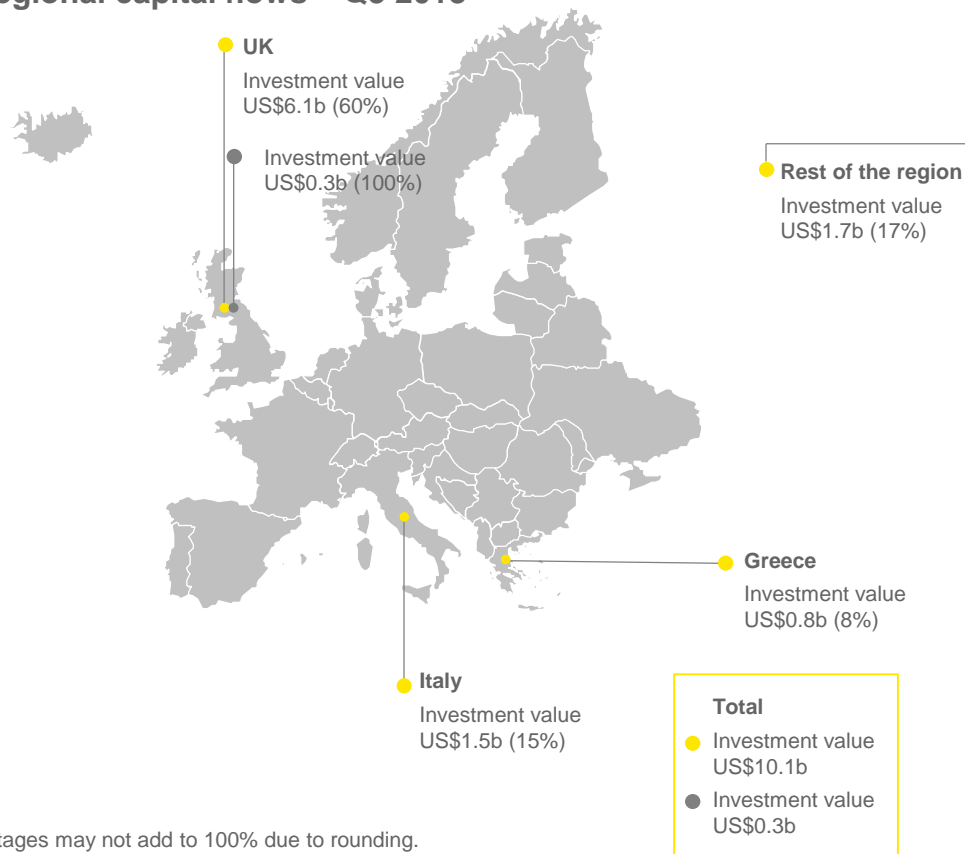 UK
Investment value
US$6.1b (60%)
Investment value
US$0.3b (100%)
Rest of the region
Investment value
US$1.7b (17%)
Greece
Investment value
US$0.8b (8%)
Italy
Investment value
US$1.5b (15%)
Total
Investment value
US$10.1b
Investment value
US$0.3b
may not add to 100% due to rounding.